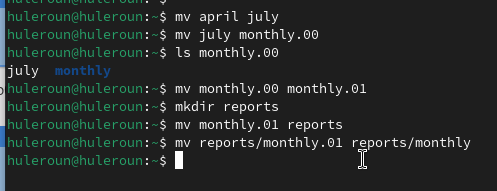 huleroun@huleroun:~$ mv april july
huleroun@huleroun:~$ mv july monthly.00
huleroun@huleroun:~$ ls monthly.00
july monthly
huleroun@huleroun:~$ mv monthly.00 monthly.01
huleroun@huleroun:~$ mkdir reports
huleroun@huleroun:~$ mv monthly.01 reports
huleroun@huleroun:~$ mv reports/monthly.01 reports/monthly
huleroun@huleroun:~$